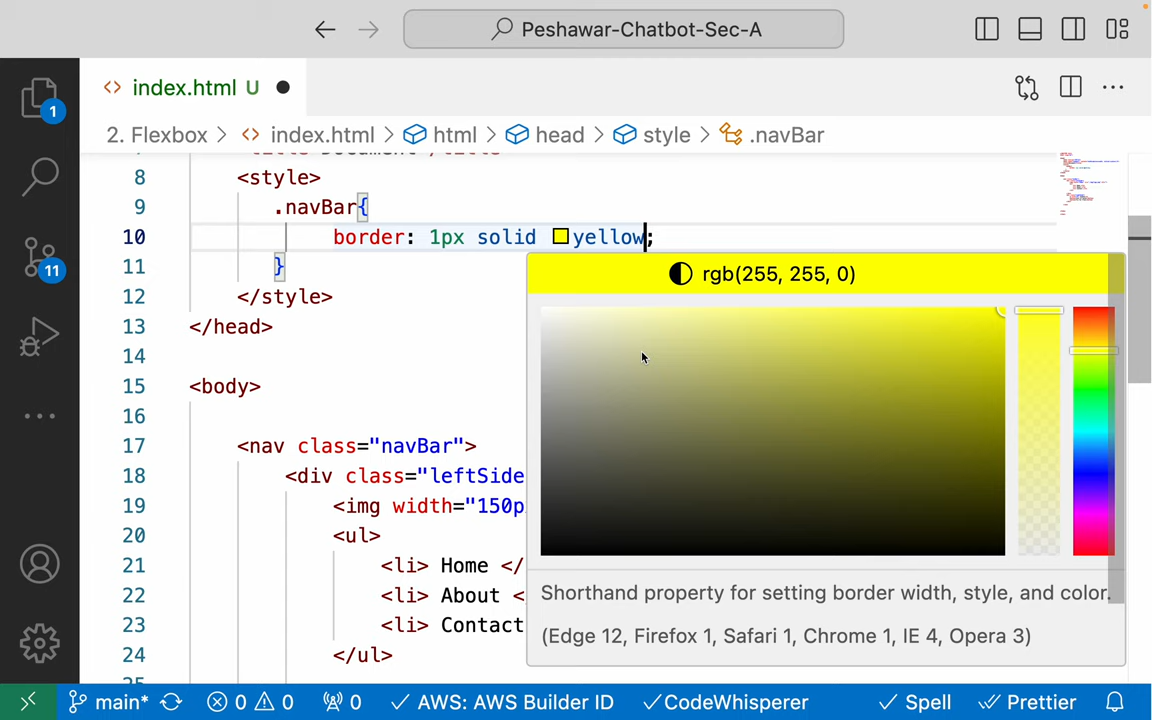 Peshawar-Chatbot-Sec-A
index.html U
2. Flexbox > index.html > html > head > style > .navBar
8 <style>
9 .navBar{
10 border: 1px solid yellow;
11 }
12 </style>
13 </head>
14
15 <body>
16
17 <nav class="navBar">
18 <div class="leftSide
19 <img width="150p
20 <ul>
21 <li> Home </
22 <li> About <
23 <li> Contact
24 </ul>
rgb(255, 255, 0)
Shorthand property for setting border width, style, and color.
(Edge 12, Firefox 1, Safari 1, Chrome 1, IE 4, Opera 3)
1
11
main* 0 0 0 AWS: AWS Builder ID CodeWhisperer Spell Prettier